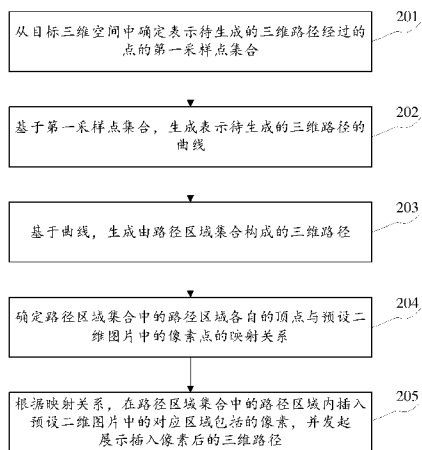 从目标三维空间中确定表示待生成的三维路径经过的
点的第一采样点集合
201
基于第一采样点集合，生成表示待生成的三维路径的
曲线
202
基于曲线，生成由路径区域集合构成的三维路径
203
确定路径区域集合中的路径区域各自的顶点与预设二
维图片中的像素点的映射关系
204
根据映射关系，在路径区域集合中的路径区域内插入
预设二维图片中的对应区域包括的像素，并发起
展示插入像素后的三维路径
205